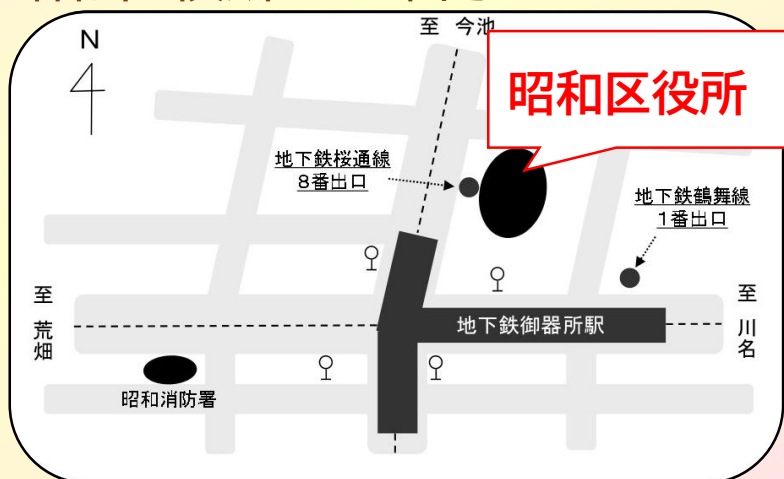 N
至 今池
昭和区役所
地下鉄桜通線
8番出口
地下鉄鶴舞線
1番出口
至 荒畑
地下鉄御器所駅
至 川名
昭和消防署